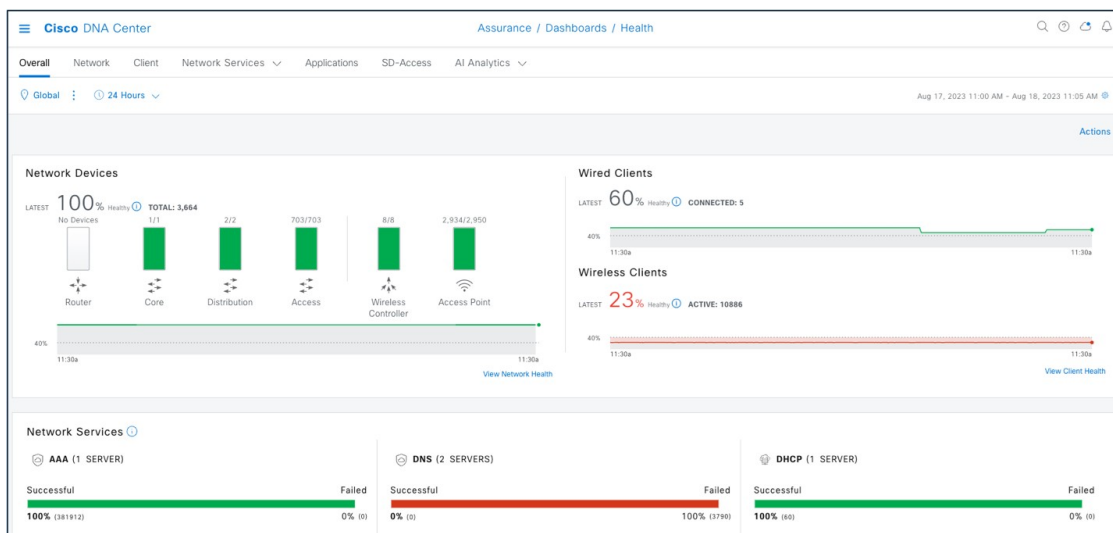 Cisco DNA Center
Assurance / Dashboards / Health
Overall Network Client Network Services Applications SD-Access AI Analytics
Global 24 Hours
Aug 17, 2023 11:00 AM - Aug 18, 2023 11:05 AM
Actions
Network Devices
LATEST 100% Healthy TOTAL: 3,664
No Devices 1/1 2/2 703/703 8/8 2,934/2,950
Router Core Distribution Access Wireless Controller Access Point
40%
11:30a 11:30a
View Network Health
Wired Clients
LATEST 60% Healthy CONNECTED: 5
40%
11:30a 11:30a
Wireless Clients
LATEST 23% Healthy ACTIVE: 10886
40%
11:30a 11:30a
View Client Health
Network Services
AAA (1 SERVER)
Successful Failed
100% (381912) 0% (0)
DNS (2 SERVERS)
Successful Failed
0% (0) 100% (3790)
DHCP (1 SERVER)
Successful Failed
100% (60) 0% (0)